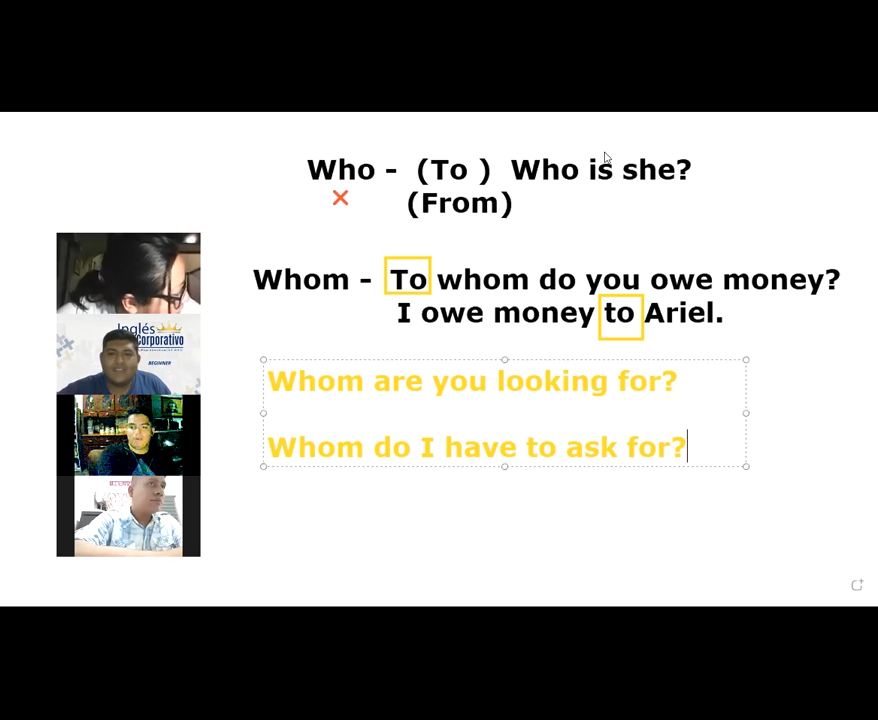 Who - (To ) Who is she?
(From)
Whom - To whom do you owe money?
I owe money to Ariel.
Whom are you looking for?
Whom do I have to ask for?
Inglés
Corporativo
BEGINNER